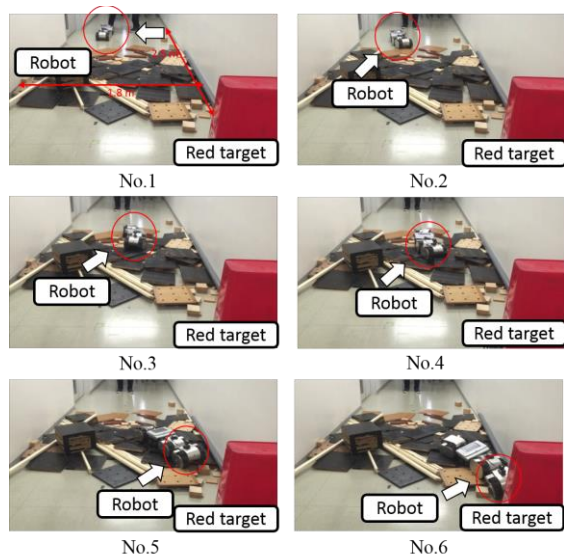 Robot
1.8 m
Red target
No.1
Robot
Red target
No.2
Robot
Red target
No.3
Robot
Red target
No.4
Robot
Red target
No.5
Robot
Red target
No.6